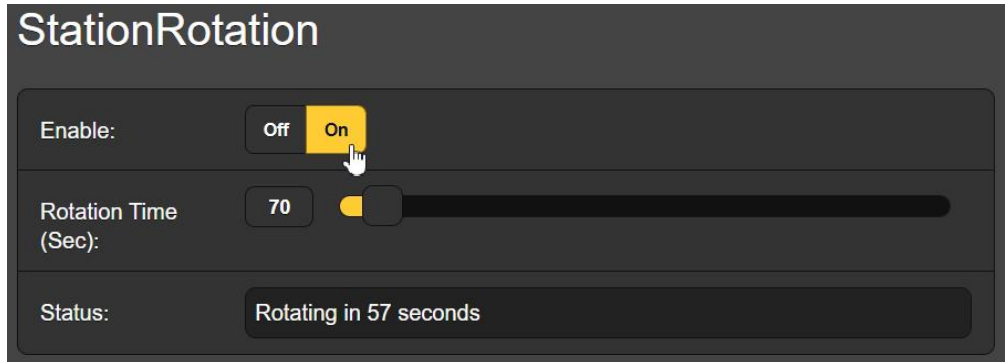 StationRotation
Enable:
Off On
Rotation Time
(Sec):
70
Status:
Rotating in 57 seconds